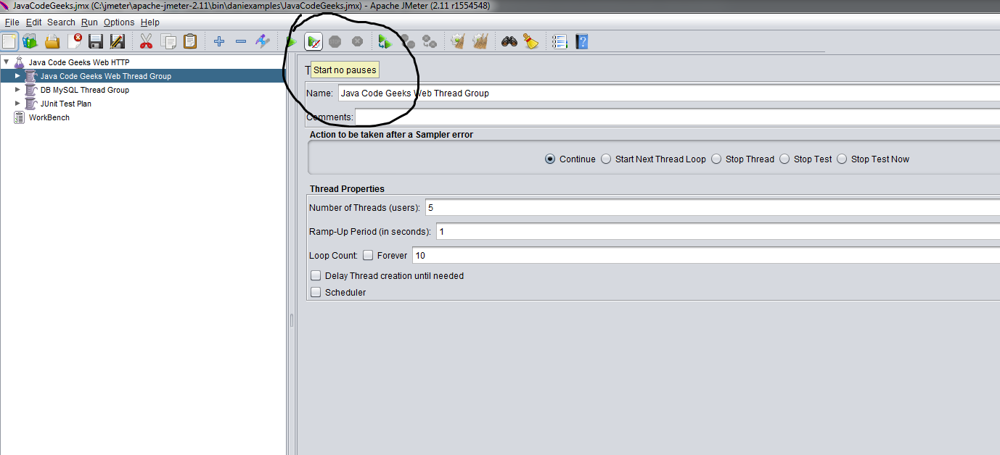 JavaCodeGeeks.jmx (C:\jmeter\apache-jmeter-2.11\bin\daniexamples\JavaCodeGeeks.jmx) - Apache JMeter (2.11 r1554548)
File Edit Search Run Options Help
Java Code Geeks Web HTTP
Java Code Geeks Web Thread Group
DB MySQL Thread Group
JUnit Test Plan
WorkBench
Start no pauses
Name: Java Code Geeks Web Thread Group
Comments:
Action to be taken after a Sampler error
Continue Start Next Thread Loop Stop Thread Stop Test Stop Test Now
Thread Properties
Number of Threads (users): 5
Ramp-Up Period (in seconds): 1
Loop Count: Forever 10
Delay Thread creation until needed
Scheduler